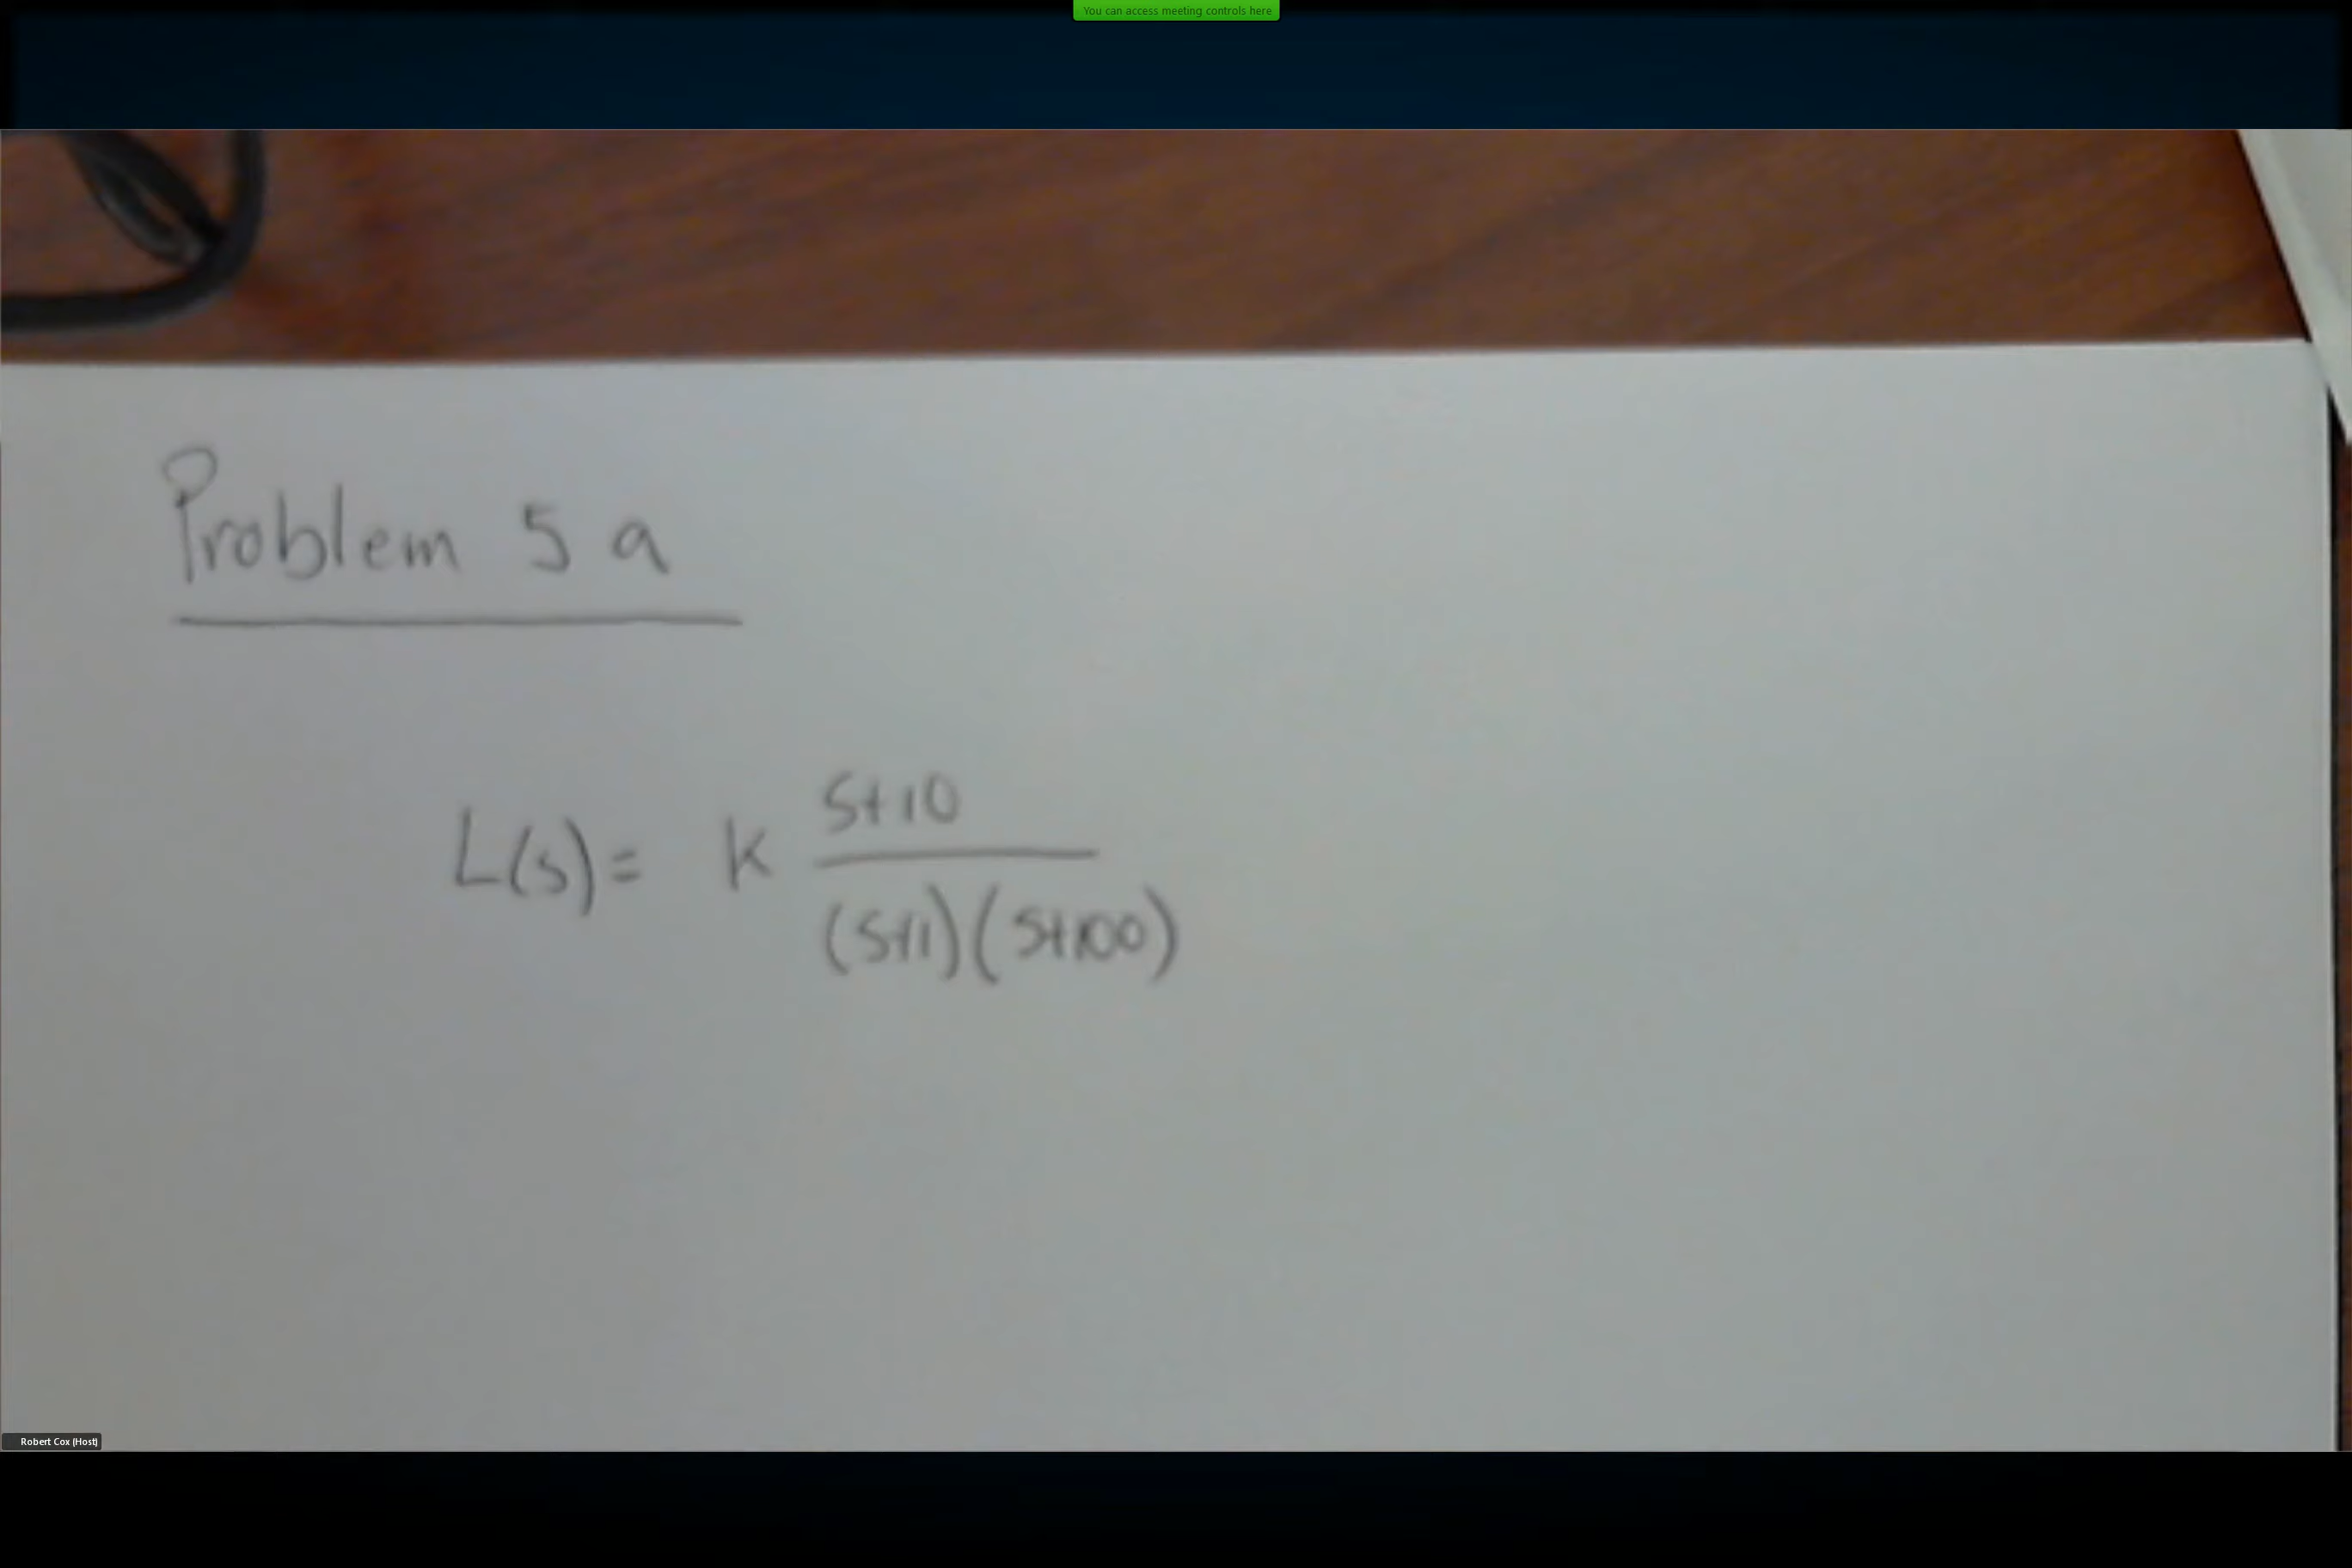 You can access meeting controls here
Problem 5 a
L(s)= k
s+10
(s+1)(s+100)
Robert Cox (Host)